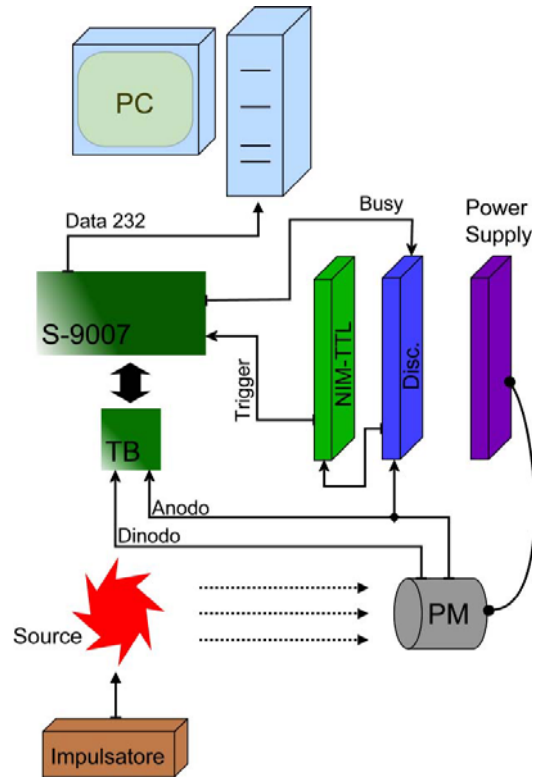 PC
Data 232
Busy
Power
Supply
S-9007
Trigger
NIM-TTL
Disc.
TB
Anodo
Dinodo
Source
PM
Impulsatore